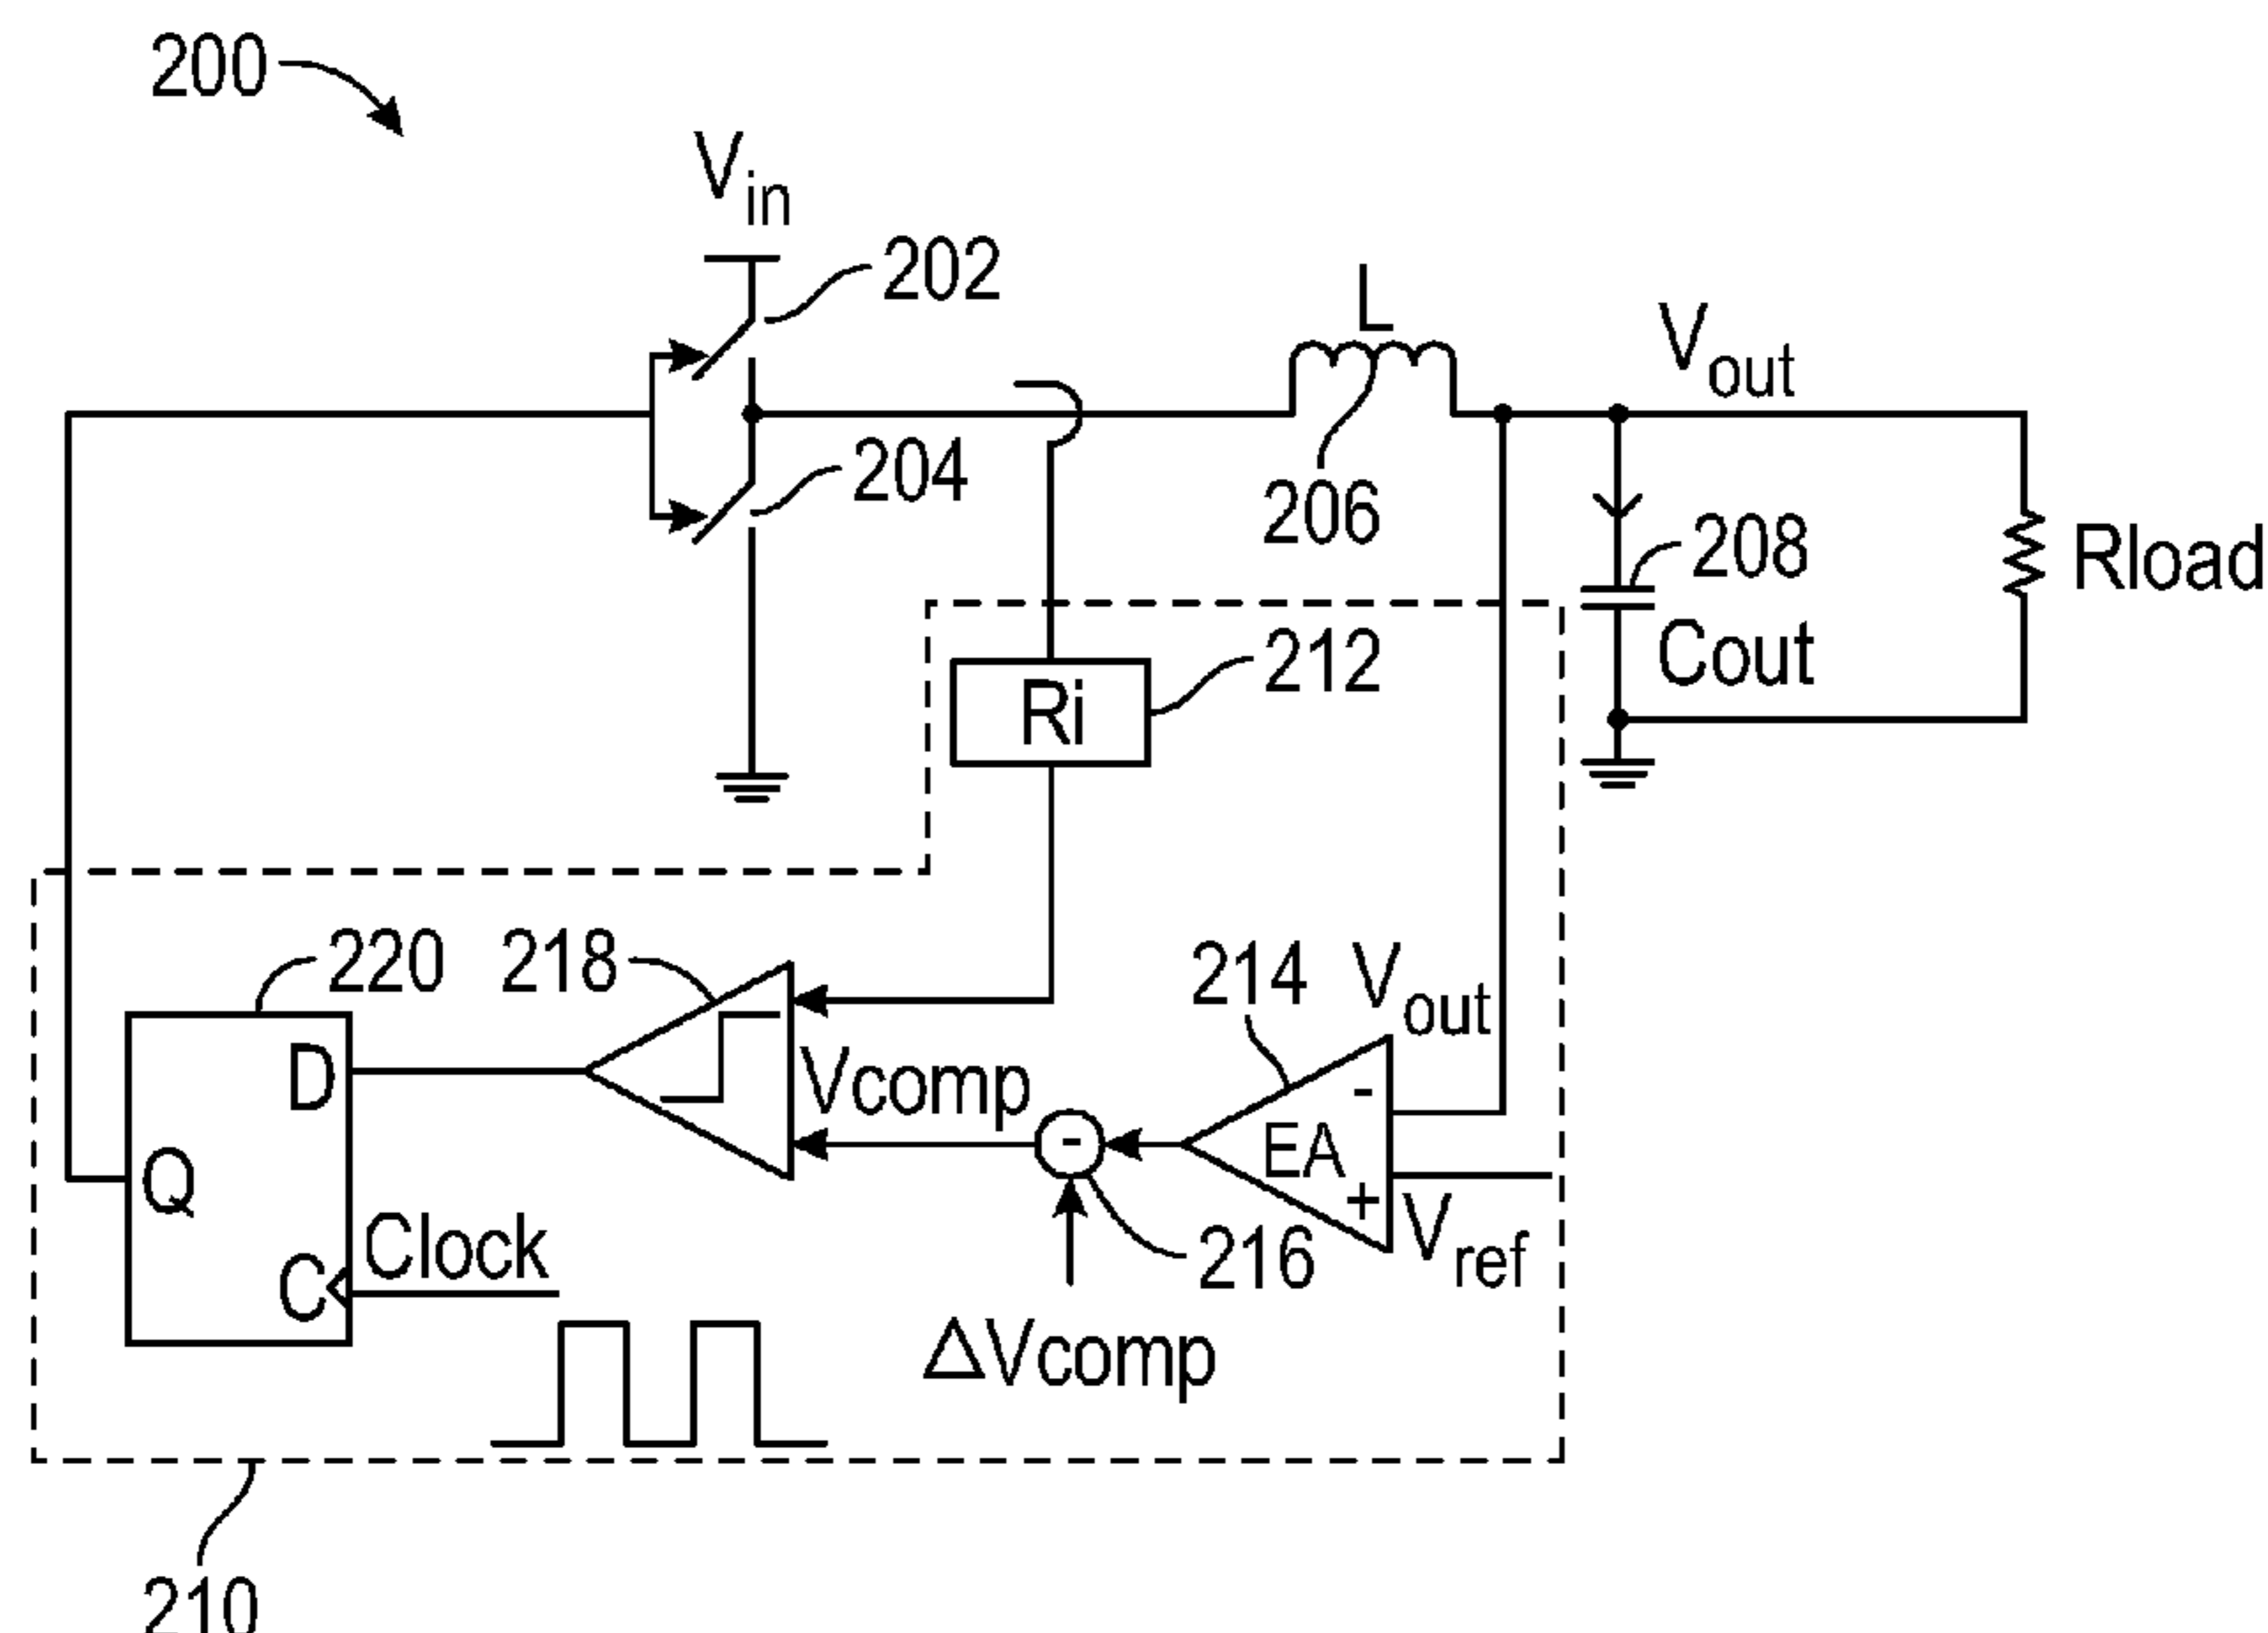 200
Vin
202
L
Vout
204
206
208
Rload
Cout
212
Ri
220
218
214
Vout
D
Vcomp
-
-
EA
Q
+
Clock
Vref
C
216
ΔVcomp
210